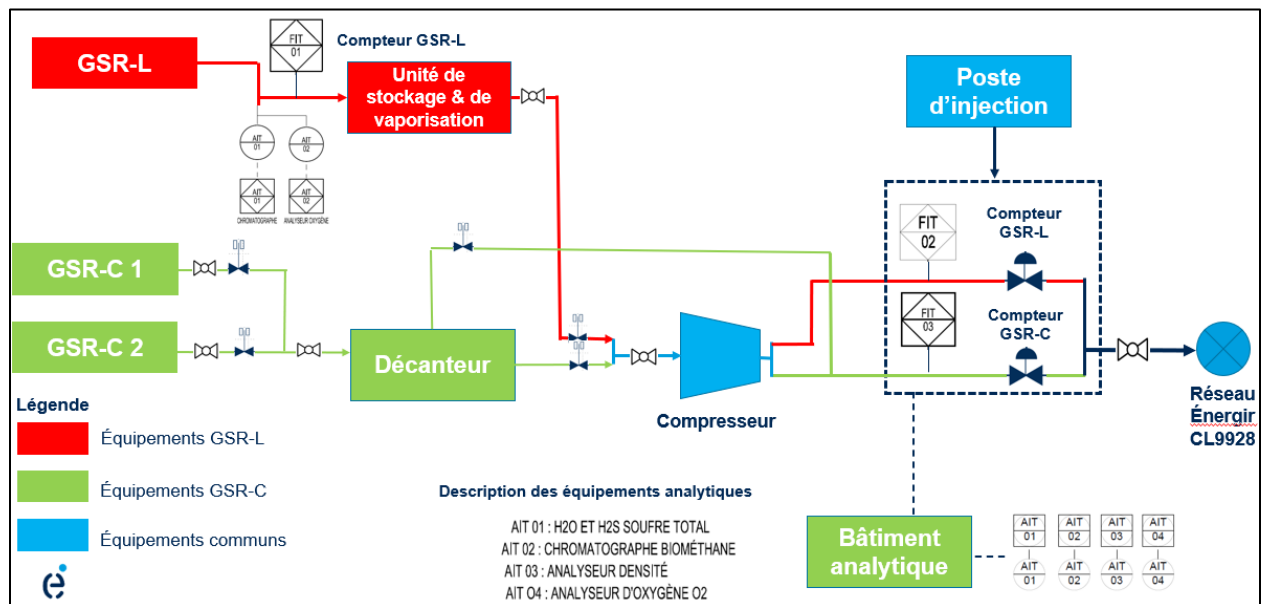 GSR-L
FIT
01
Compteur GSR-L
Unité de
stockage & de
vaporisation
AIT
01
AIT
02
AIT
01
AIT
02
CHROMATOGRAPHE
ANALYSEUR OXYGÈNE
Poste
d'injection
GSR-C 1
GSR-C 2
Décanteur
Compresseur
FIT
02
Compteur
GSR-L
FIT
03
Compteur
GSR-C
Réseau
Énergir
CL9928
Légende
Équipements GSR-L
Équipements GSR-C
Équipements communs
Description des équipements analytiques
AIT 01 : H2O ET H2S SOUFRE TOTAL
AIT 02 : CHROMATOGRAPHE BIOMÉTHANE
AIT 03 : ANALYSEUR DENSITÉ
AIT O4 : ANALYSEUR D'OXYGÈNE O2
Bâtiment
analytique
AIT
01
AIT
02
AIT
03
AIT
04
AIT
01
AIT
02
AIT
03
AIT
04